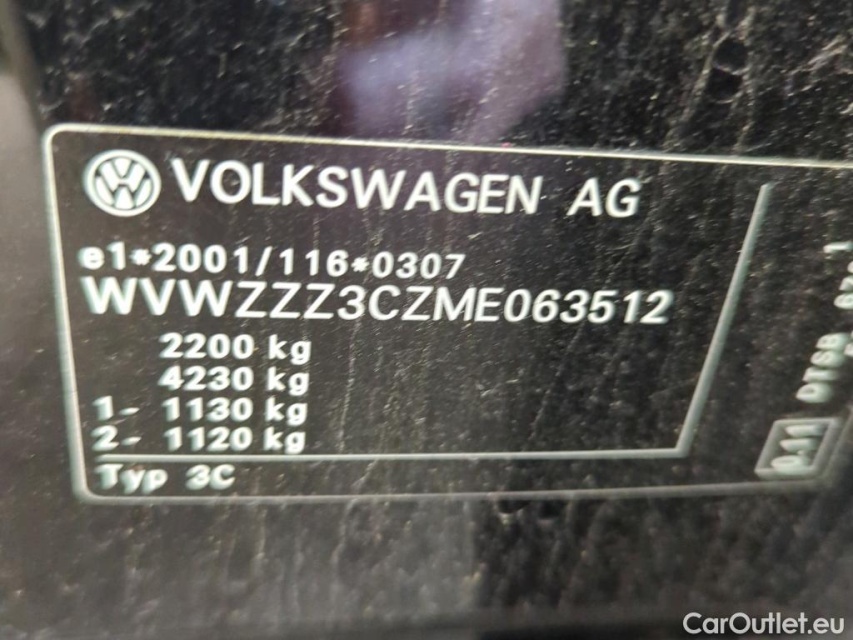 VOLKSWAGEN AG
e1*2001/116*0307
WVWZZZ3CZME063512
2200 kg
4230 kg
1- 1130 kg
2- 1120 kg
Typ 3C
0.11
CarOutlet.eu